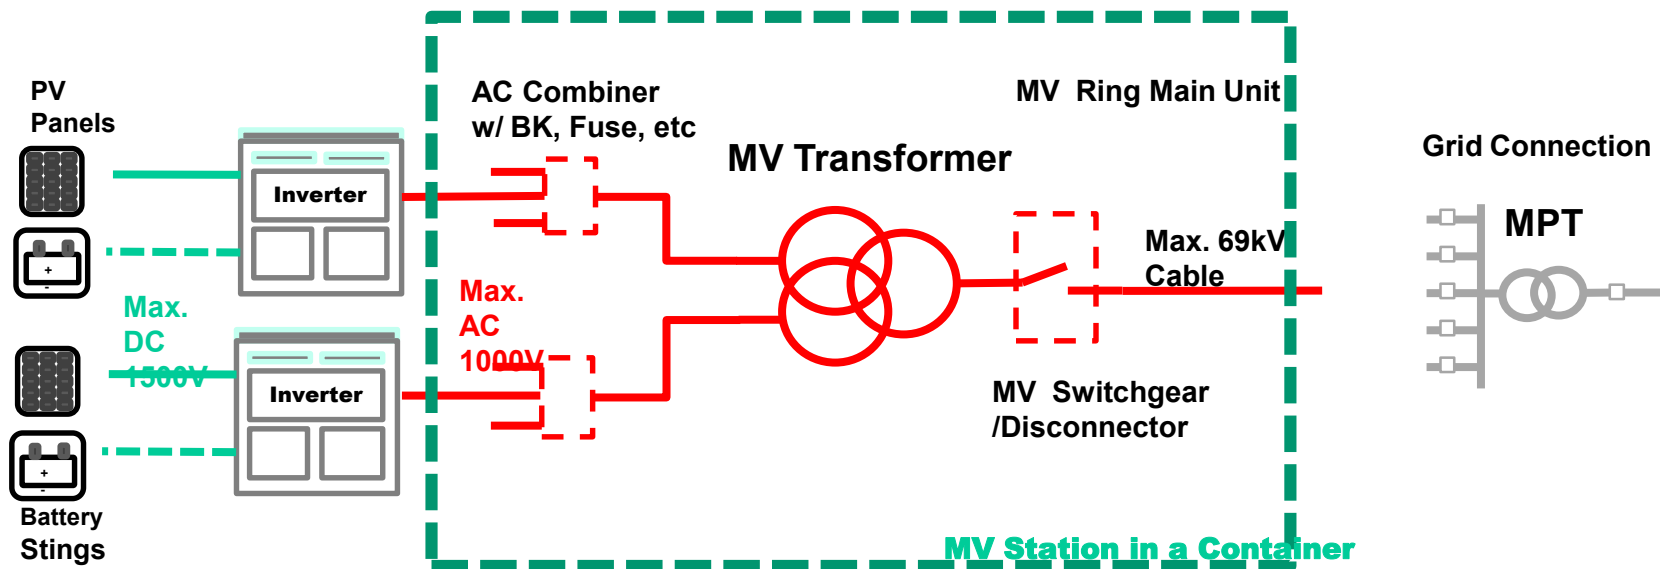 PV
Panels
Inverter
+
-
Max.
DC
1500V
Inverter
+
-
Battery
Stings
AC Combiner
w/ BK, Fuse, etc
Max.
AC
1000V
MV Transformer
MV Ring Main Unit
Max. 69kV
Cable
MV Switchgear
/Disconnector
MV Station in a Container
Grid Connection
MPT